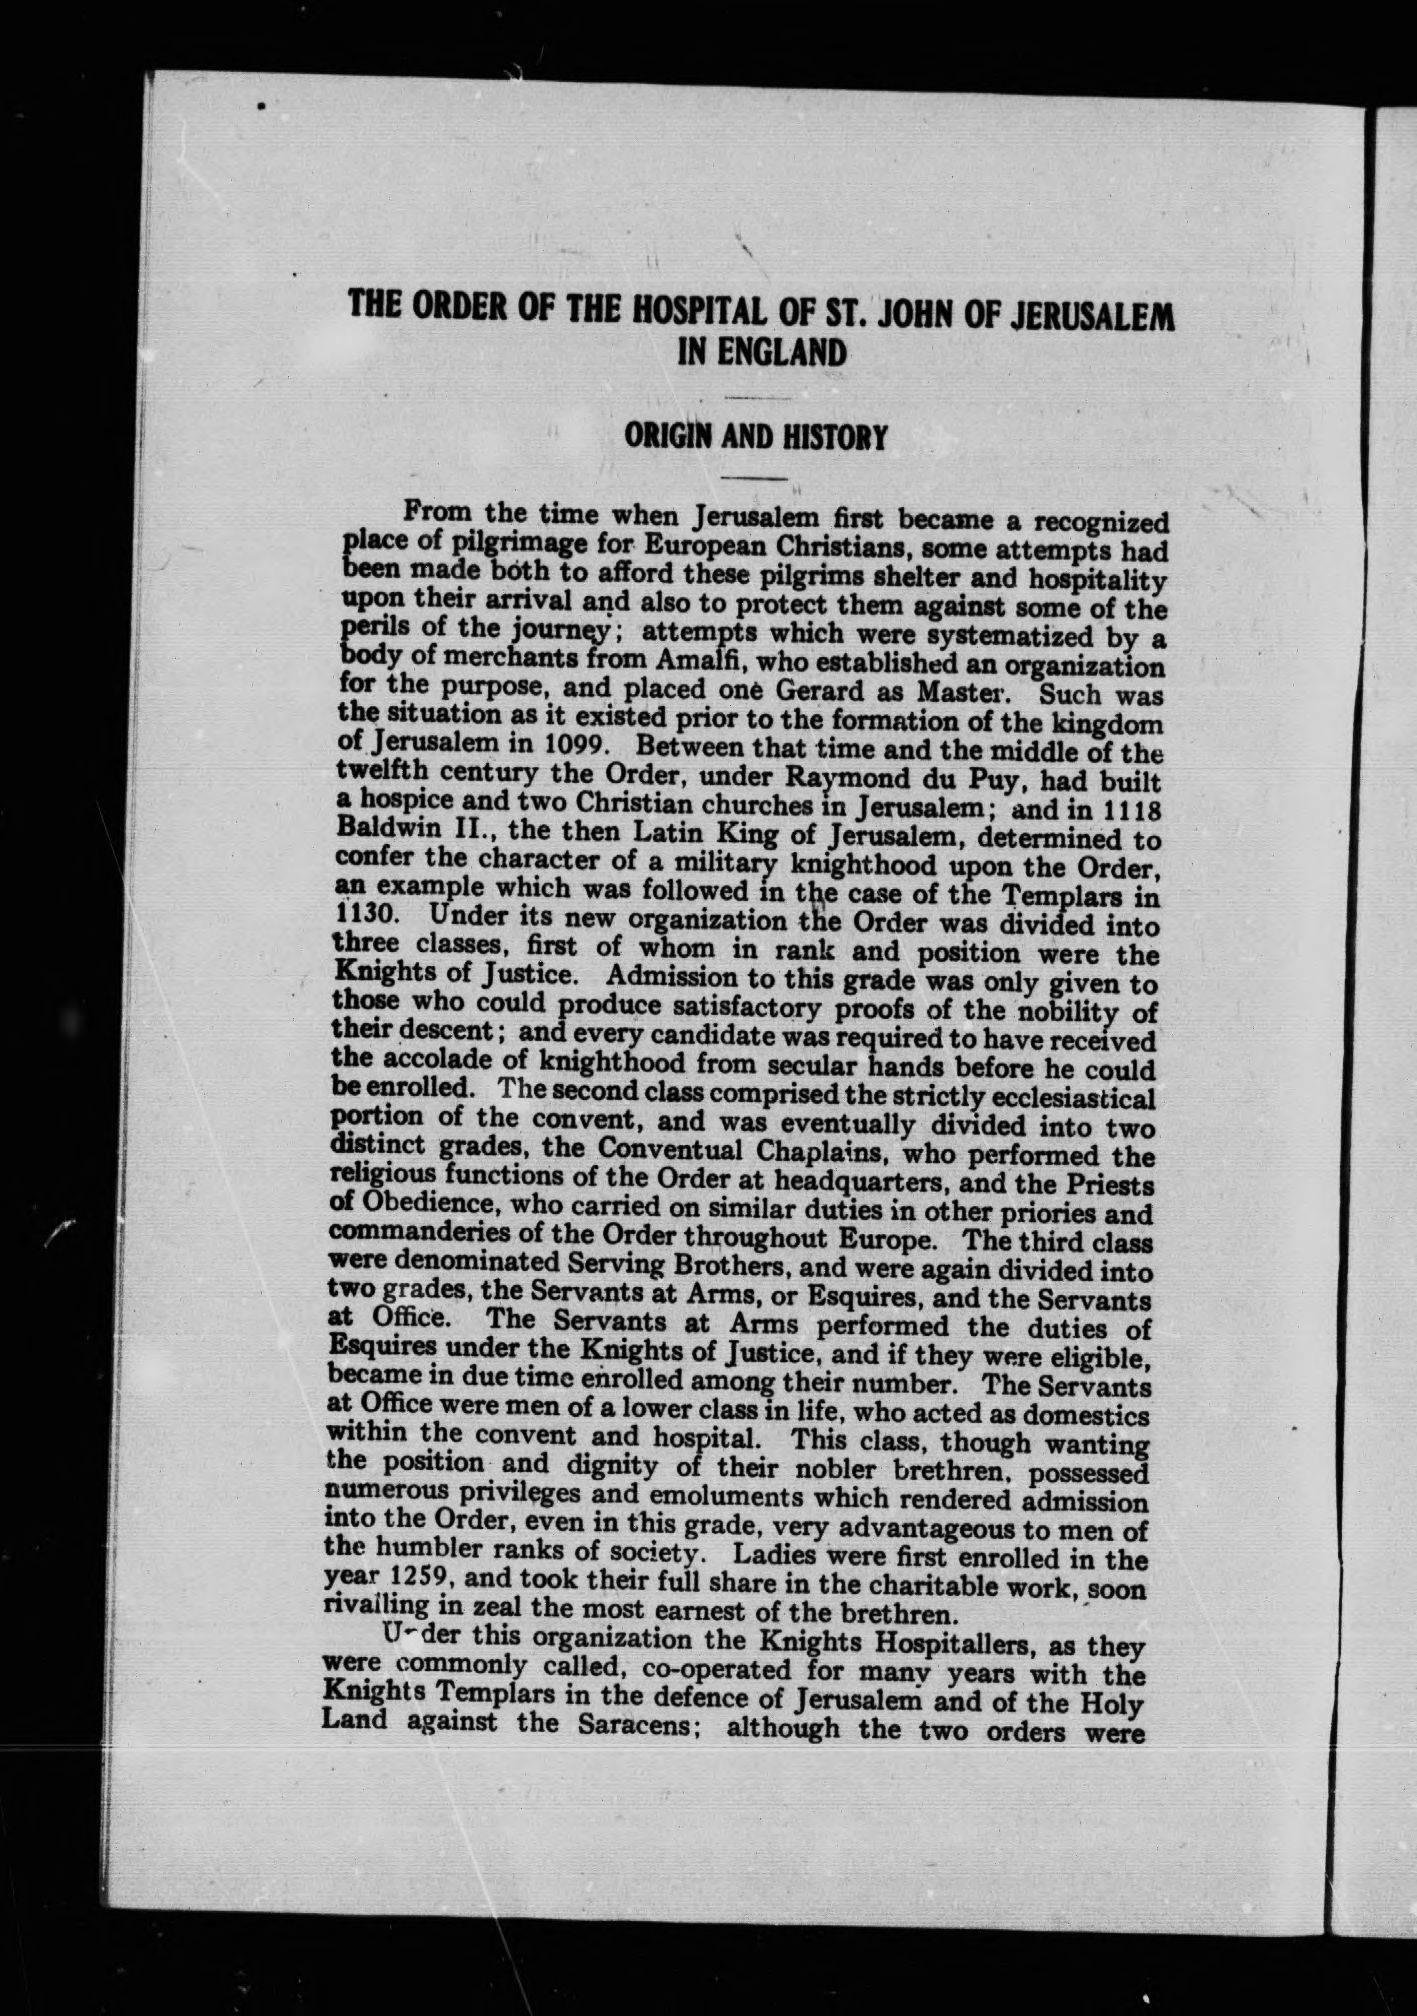 THE ORDER OF THE HOSPITAL OF ST. JOHN OF JERUSALEM
IN ENGLAND
ORIGIN AND HISTORY
From the time when Jerusalem first became a recognized
place of pilgrimage for European Christians, some attempts had
been made both to afford these pilgrims shelter and hospitality
upon their arrival and also to protect them against some of the
perils of the journey; attempts which were systematized by a
body of merchants from Amalfi, who established an organization
for the purpose, and placed one Gerard as Master. Such was
the situation as it existed prior to the formation of the kingdom
of Jerusalem in 1099. Between that time and the middle of the
twelfth century the Order, under Raymond du Puy, had built
a hospice and two Christian churches in Jerusalem; and in 1118
Baldwin II., the then Latin King of Jerusalem, determined to
confer the character of a military knighthood upon the Order,
an example which was followed in the case of the Templars in
1130. Under its new organization the Order was divided into
three classes, first of whom in rank and position were the
Knights of Justice. Admission to this grade was only given to
those who could produce satisfactory proofs of the nobility of
their descent; and every candidate was required to have received
the accolade of knighthood from secular hands before he could
be enrolled. The second class comprised the strictly ecclesiastical
portion of the convent, and was eventually divided into two
distinct grades, the Conventual Chaplains, who performed the
religious functions of the Order at headquarters, and the Priests
of Obedience, who carried on similar duties in other priories and
commanderies of the Order throughout Europe. The third class
were denominated Serving Brothers, and were again divided into
two grades, the Servants at Arms, or Esquires, and the Servants
at Office. The Servants at Arms performed the duties of
Esquires under the Knights of Justice, and if they were eligible,
became in due time enrolled among their number. The Servants
at Office were men of a lower class in life, who acted as domestics
within the convent and hospital. This class, though wanting
the position and dignity of their nobler brethren, possessed
numerous privileges and emoluments which rendered admission
into the Order, even in this grade, very advantageous to men of
the humbler ranks of society. Ladies were first enrolled in the
year 1259, and took their full share in the charitable work, soon
rivalling in zeal the most earnest of the brethren.
Under this organization the Knights Hospitallers, as they
were commonly called, co-operated for many years with the
Knights Templars in the defence of Jerusalem and of the Holy
Land against the Saracens; although the two orders were